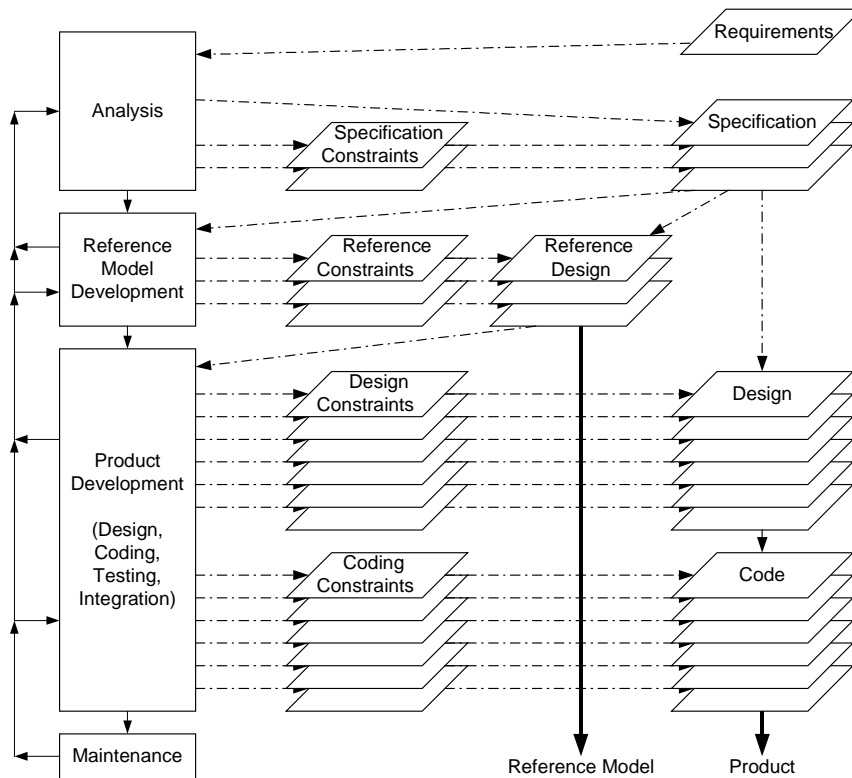 Requirements
Analysis
Specification
Constraints
Specification
Reference
Model
Development
Reference
Constraints
Reference
Design
Product
Development
(Design,
Coding,
Testing,
Integration)
Design
Constraints
Design
Coding
Constraints
Code
Maintenance
Reference Model
Product